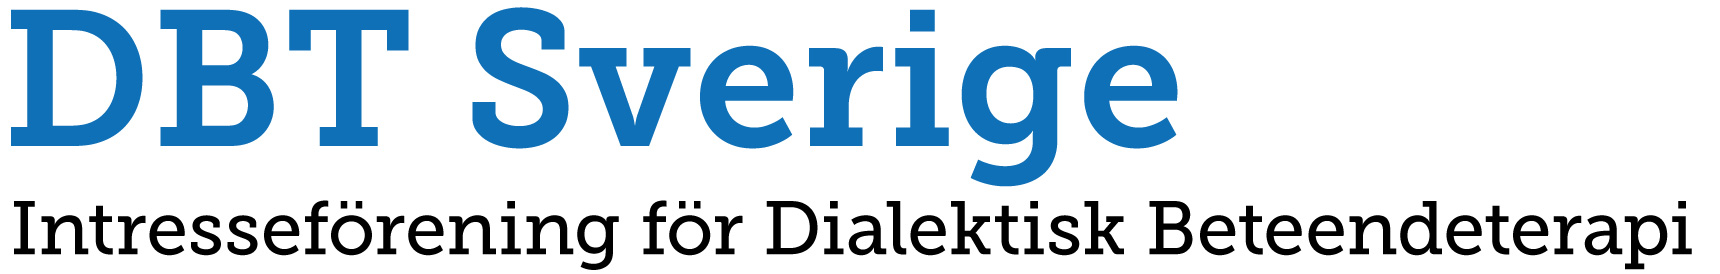 DBT Sverige
Intresseförening för Dialektisk Beteendeterapi